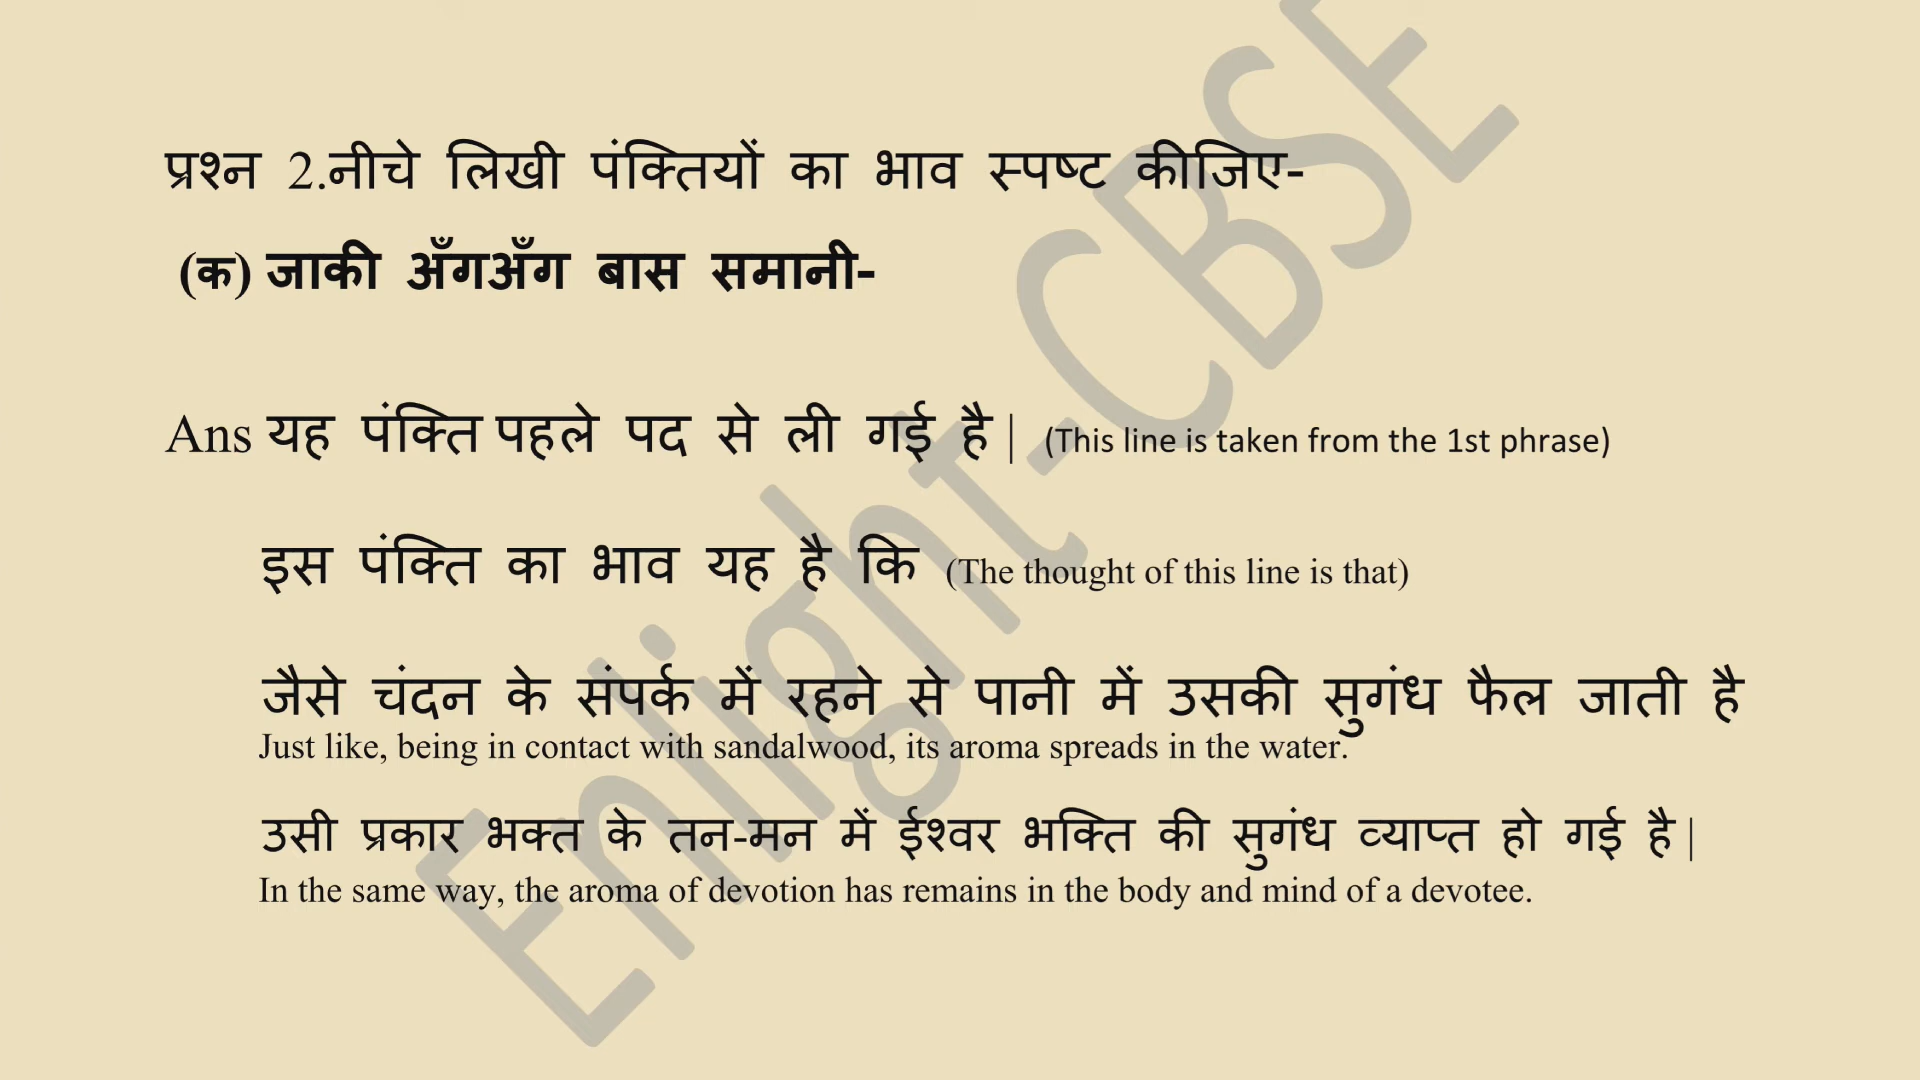 प्रश्न 2.नीचे लिखी पंक्तियों का भाव स्पष्ट कीजिए-
(क) जाकी अँगअँग बास समानी-
Ans यह पंक्ति पहले पद से ली गई है | (This line is taken from the 1st phrase)
इस पंक्ति का भाव यह है कि (The thought of this line is that)
जैसे चंदन के संपर्क में रहने से पानी में उसकी सुगंध फैल जाती है
Just like, being in contact with sandalwood, its aroma spreads in the water.
उसी प्रकार भक्त के तन-मन में ईश्वर भक्ति की सुगंध व्याप्त हो गई है |
In the same way, the aroma of devotion has remains in the body and mind of a devotee.
Enlight-CBSE